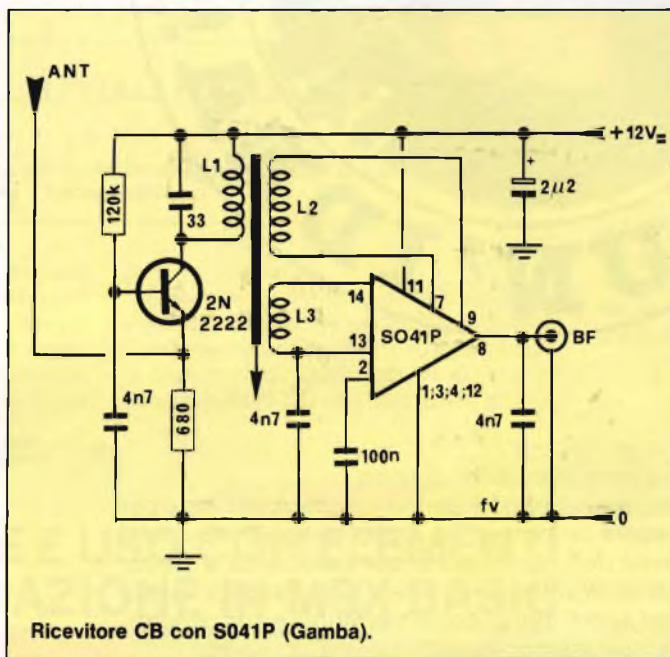 ANT
+12V=
L1
120k
33
L2
+
2µ2
2N
2222
11
7
9
14
SO41P
8
BF
L3
13
2
1;3;4;12
4n7
680
4n7
100n
4n7
fv
0
Ricevitore CB con S041P (Gamba).